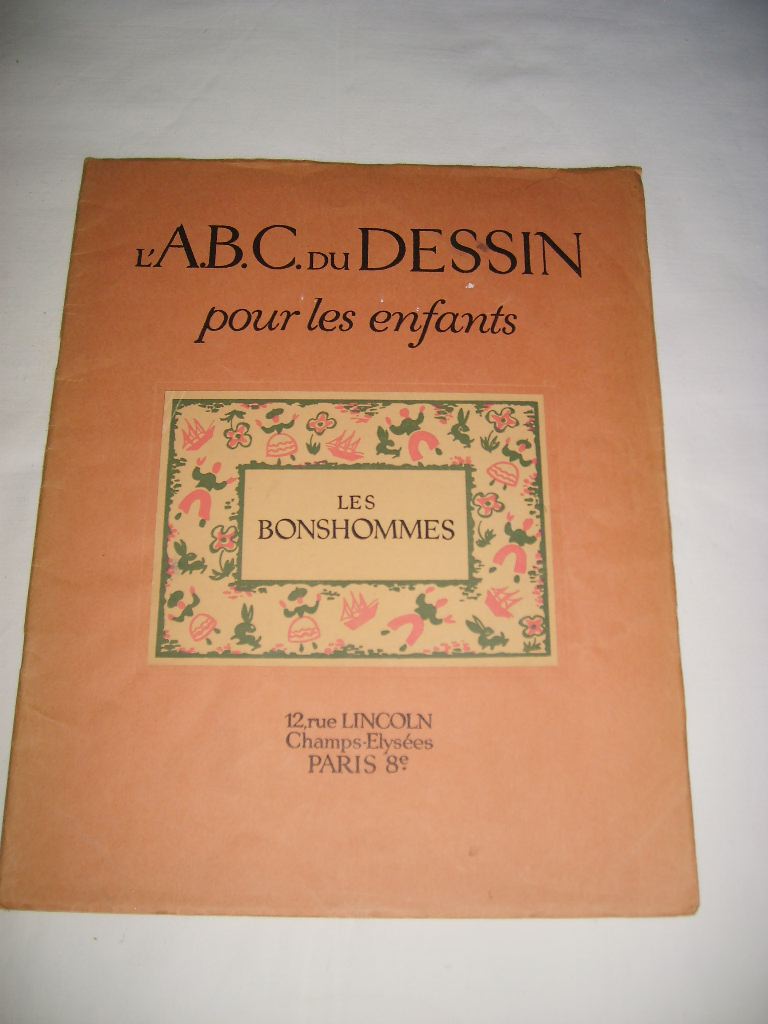 L'A.B.C. DU DESSIN
pour les enfants
LES
BONSHOMMES
12, rue LINCOLN
Champs-Elysées
PARIS 8e